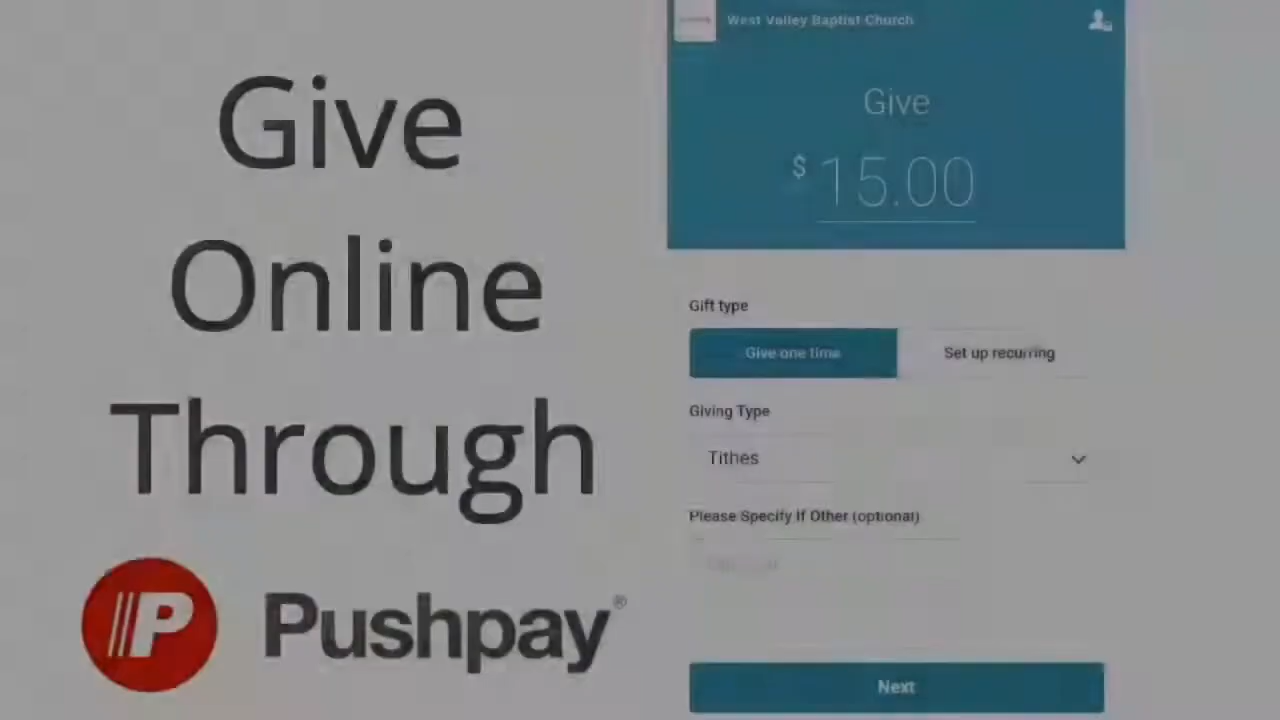 Give
Online
Through
Pushpay®
West Valley Baptist Church
Give
$ 15.00
Gift type
Give one time
Set up recurring
Giving Type
Tithes
Please Specify If Other (optional)
Next